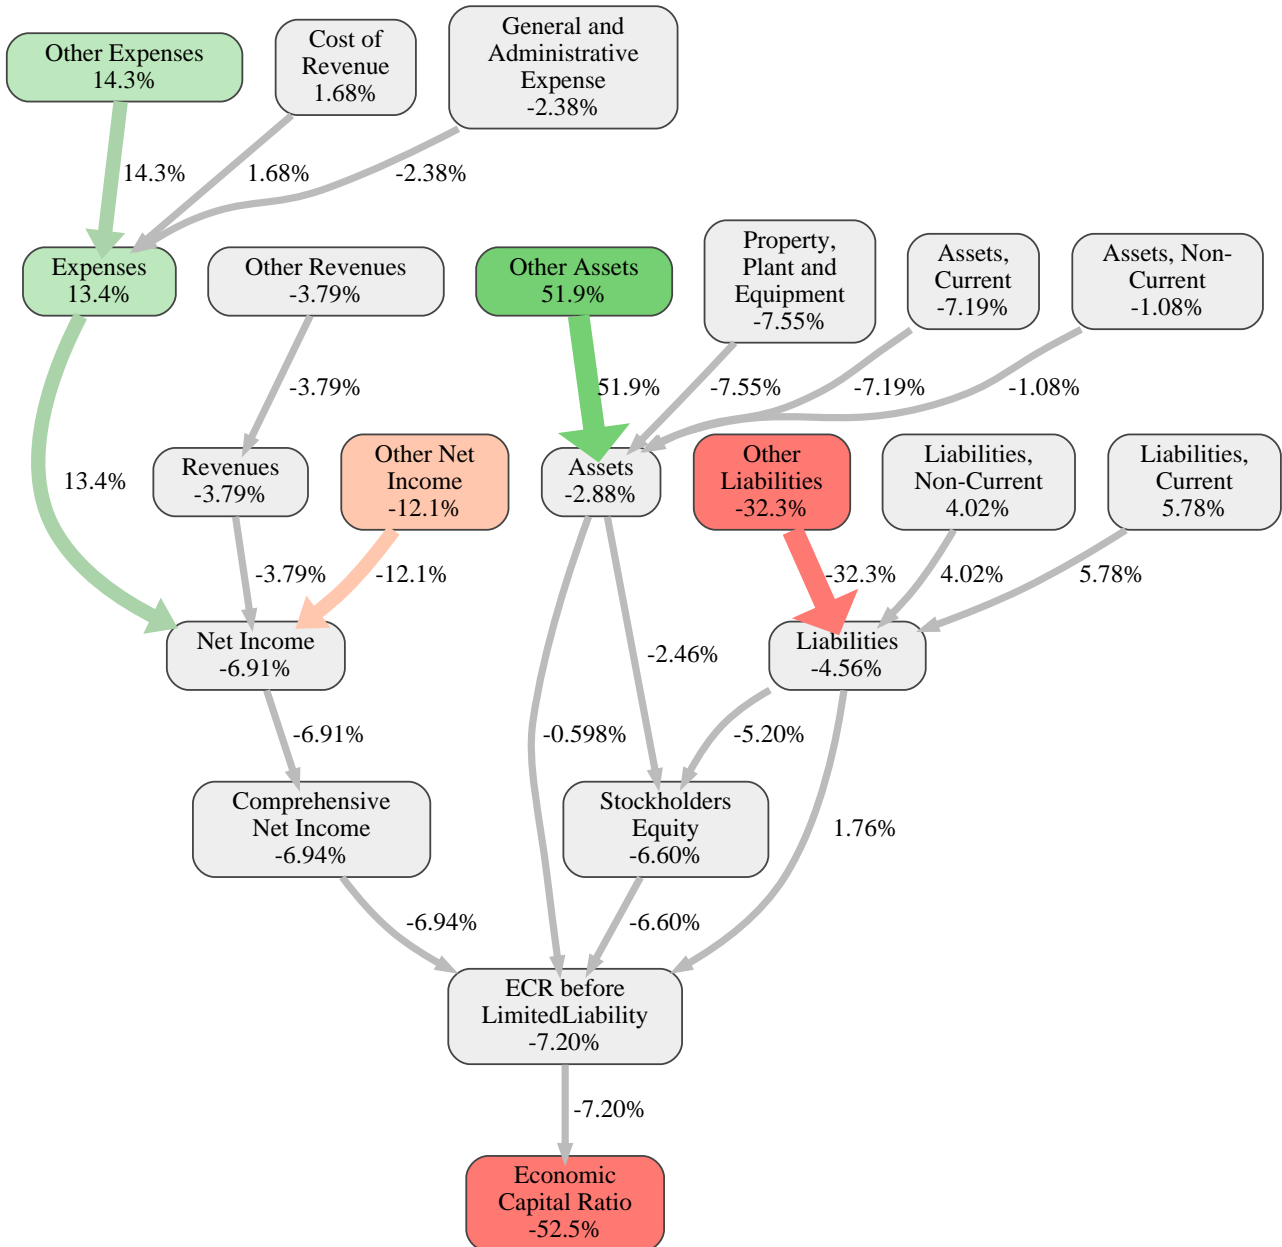 Other Expenses
14.3%
Cost of
Revenue
1.68%
General and
Administrative
Expense
-2.38%
14.3%
1.68%
-2.38%
Expenses
13.4%
Other Revenues
-3.79%
Other Assets
51.9%
Property,
Plant and
Equipment
-7.55%
Assets,
Current
-7.19%
Assets, Non-
Current
-1.08%
-3.79%
51.9%
-7.55%
-7.19%
-1.08%
13.4%
Revenues
-3.79%
Other Net
Income
-12.1%
Assets
-2.88%
Other
Liabilities
-32.3%
Liabilities,
Non-Current
4.02%
Liabilities,
Current
5.78%
-3.79%
-12.1%
-32.3%
4.02%
5.78%
Net Income
-6.91%
-2.46%
Liabilities
-4.56%
-6.91%
-0.598%
-5.20%
Comprehensive
Net Income
-6.94%
Stockholders
Equity
-6.60%
1.76%
-6.94%
-6.60%
ECR before
LimitedLiability
-7.20%
-7.20%
Economic
Capital Ratio
-52.5%